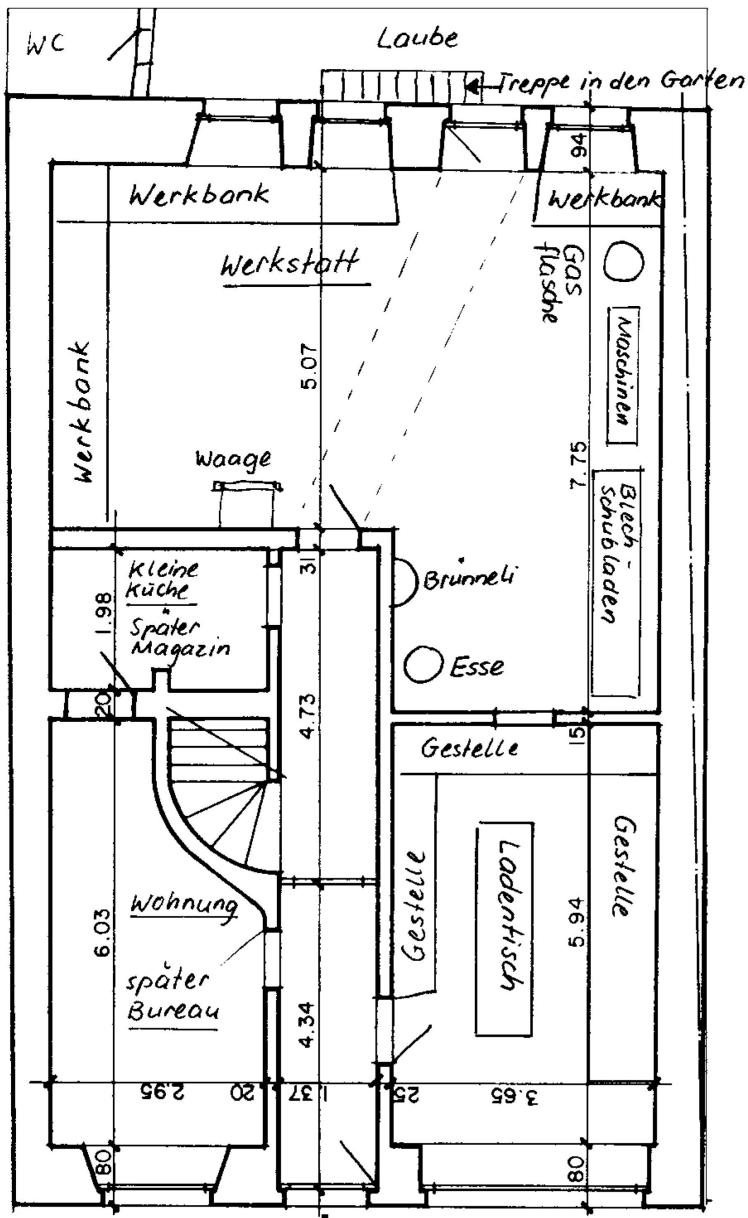 WC
Laube
Treppe in den Garten
94
Werkbank
Werkbank
Werkstatt
Gas
flasche
Werkbank
5.07
Maschinen
7.75
Waage
Blech-
schubladen
31
Kleine
Küche
Später
Magazin
1.98
Brünneli
Esse
20
4.73
15
Gestelle
Gestelle
Ladentisch
Gestelle
Wohnung
6.03
5.94
später
Bureau
4.34
2.95
20
1.37
25
3.65
80
80